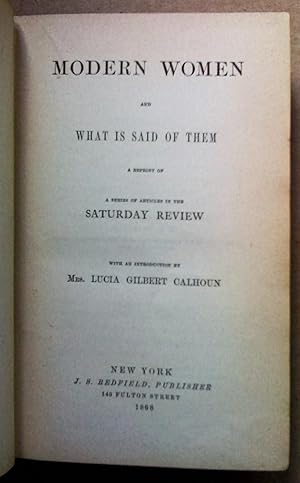 MODERN WOMEN
AND
WHAT IS SAID OF THEM
A REPRINT OF
A SERIES OF ARTICLES IN THE
SATURDAY REVIEW
WITH AN INTRODUCTION BY
MRS. LUCIA GILBERT CALHOUN
NEW YORK
J. S. REDFIELD, PUBLISHER
140 FULTON STREET
1868